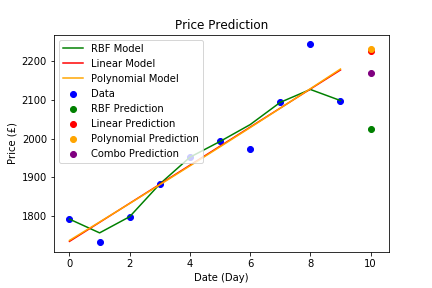 Price Prediction
RBF Model
Linear Model
Polynomial Model
Data
RBF Prediction
Linear Prediction
Polynomial Prediction
Combo Prediction
2200
2100
2000
1900
1800
Price (£)
0 2 4 6 8 10
Date (Day)